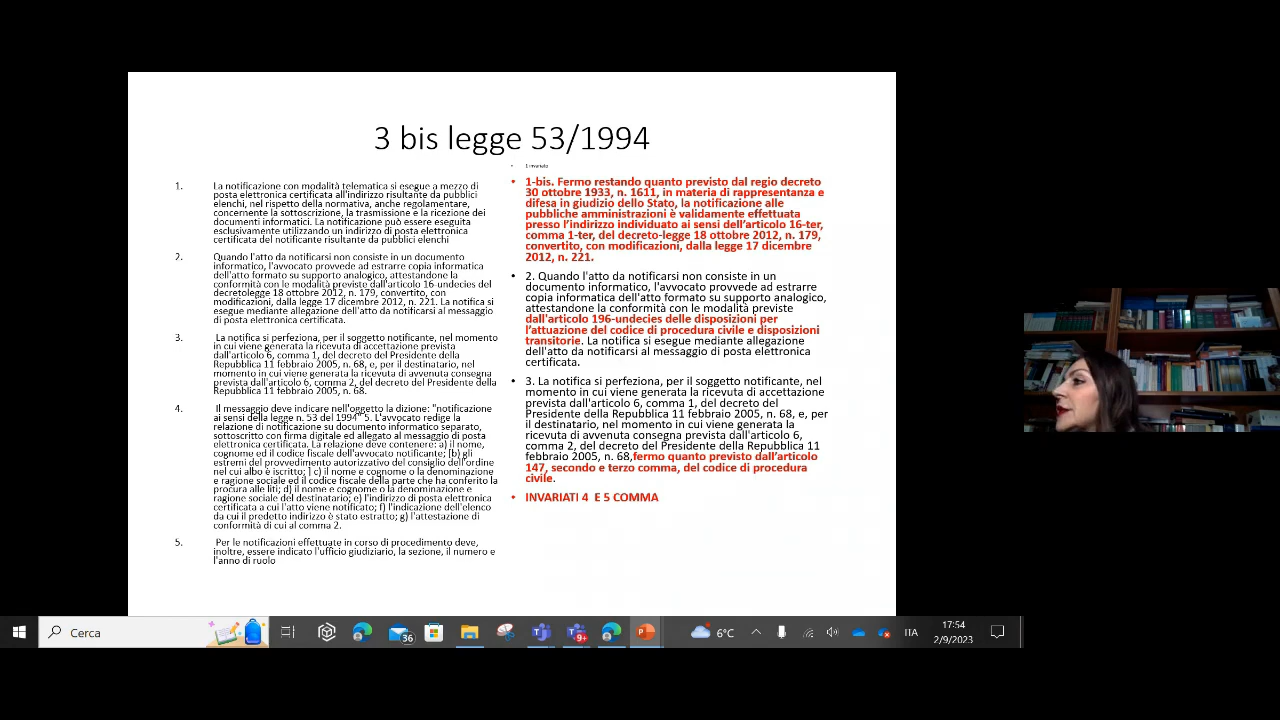 3 bis legge 53/1994
1. La notificazione con modalità telematica si esegue a mezzo di
posta elettronica certificata all'indirizzo risultante da pubblici
elenchi, nel rispetto della normativa, anche regolamentare,
concernente la sottoscrizione, la trasmissione e la ricezione dei
documenti informatici. La notificazione può essere eseguita
esclusivamente utilizzando un indirizzo di posta elettronica
certificata del notificante risultante da pubblici elenchi
2. Quando l'atto da notificarsi non consiste in un documento
informatico, l'avvocato provvede ad estrarre copia informatica
dell'atto formato su supporto analogico, attestandone la
conformità con le modalità previste dall'articolo 16-undecies del
decretolegge 18 ottobre 2012, n. 179, convertito, con
modificazioni, dalla legge 17 dicembre 2012, n. 221. La notifica si
esegue mediante allegazione dell'atto da notificarsi al messaggio
di posta elettronica certificata.
3. La notifica si perfeziona, per il soggetto notificante, nel momento
in cui viene generata la ricevuta di accettazione prevista
dall'articolo 6, comma 1, del decreto del Presidente della
Repubblica 11 febbraio 2005, n. 68, e, per il destinatario, nel
momento in cui viene generata la ricevuta di avvenuta consegna
prevista dall'articolo 6, comma 2, del decreto del Presidente della
Repubblica 11 febbraio 2005, n. 68.
4. Il messaggio deve indicare nell'oggetto la dizione: "notificazione
ai sensi della legge n. 53 del 1994" 5. L'avvocato redige la
relazione di notificazione su documento informatico separato,
sottoscritto con firma digitale ed allegato al messaggio di posta
elettronica certificata. La relazione deve contenere: a) il nome,
cognome ed il codice fiscale dell'avvocato notificante; [b) gli
estremi del provvedimento autorizzativo del consiglio dell'ordine
nel cui albo è iscritto; ] c) il nome e cognome o la denominazione
e ragione sociale ed il codice fiscale della parte che ha conferito la
procura alle liti; d) il nome e cognome o la denominazione e
ragione sociale del destinatario; e) l'indirizzo di posta elettronica
certificata a cui l'atto viene notificato; f) l'indicazione dell'elenco
da cui il predetto indirizzo è stato estratto; g) l'attestazione di
conformità di cui al comma 2.
5. Per le notificazioni effettuate in corso di procedimento deve,
inoltre, essere indicato l'ufficio giudiziario, la sezione, il numero e
l'anno di ruolo
• 1 invariato
• 1-bis. Fermo restando quanto previsto dal regio decreto
30 ottobre 1933, n. 1611, in materia di rappresentanza e
difesa in giudizio dello Stato, la notificazione alle
pubbliche amministrazioni è validamente effettuata
presso l'indirizzo individuato ai sensi dell'articolo 16-ter,
comma 1-ter, del decreto-legge 18 ottobre 2012, n. 179,
convertito, con modificazioni, dalla legge 17 dicembre
2012, n. 221.
• 2. Quando l'atto da notificarsi non consiste in un
documento informatico, l'avvocato provvede ad estrarre
copia informatica dell'atto formato su supporto analogico,
attestandone la conformità con le modalità previste
dall'articolo 196-undecies delle disposizioni per
l'attuazione del codice di procedura civile e disposizioni
transitorie. La notifica si esegue mediante allegazione
dell'atto da notificarsi al messaggio di posta elettronica
certificata.
• 3. La notifica si perfeziona, per il soggetto notificante, nel
momento in cui viene generata la ricevuta di accettazione
prevista dall'articolo 6, comma 1, del decreto del
Presidente della Repubblica 11 febbraio 2005, n. 68, e, per
il destinatario, nel momento in cui viene generata la
ricevuta di avvenuta consegna prevista dall'articolo 6,
comma 2, del decreto del Presidente della Repubblica 11
febbraio 2005, n. 68,fermo quanto previsto dall'articolo
147, secondo e terzo comma, del codice di procedura
civile.
• INVARIATI 4 E 5 COMMA
Cerca
36
9+
6°C
ITA
17:54
2/9/2023